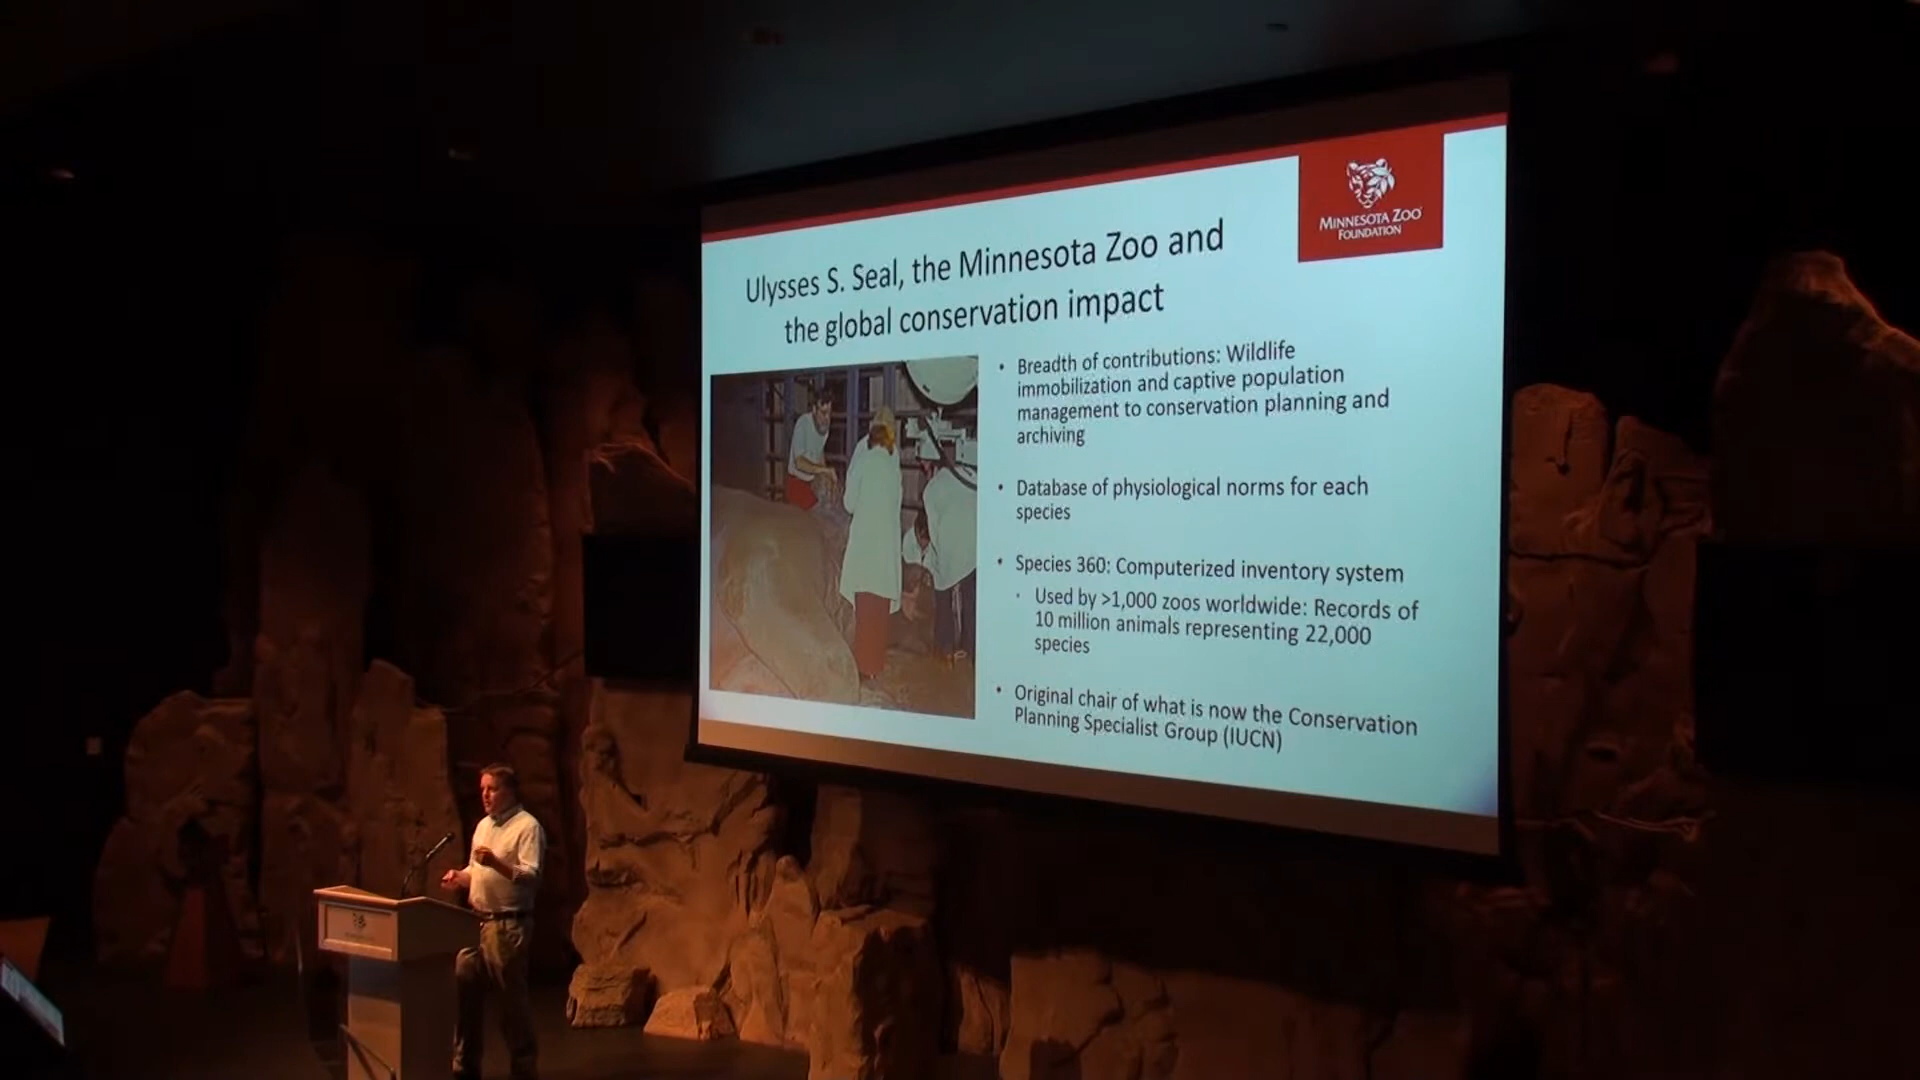 MINNESOTA ZOO
FOUNDATION
Ulysses S. Seal, the Minnesota Zoo and
the global conservation impact
• Breadth of contributions: Wildlife
immobilization and captive population
management to conservation planning and
archiving
• Database of physiological norms for each
species
• Species 360: Computerized inventory system
• Used by >1,000 zoos worldwide: Records of
10 million animals representing 22,000
species
• Original chair of what is now the Conservation
Planning Specialist Group (IUCN)